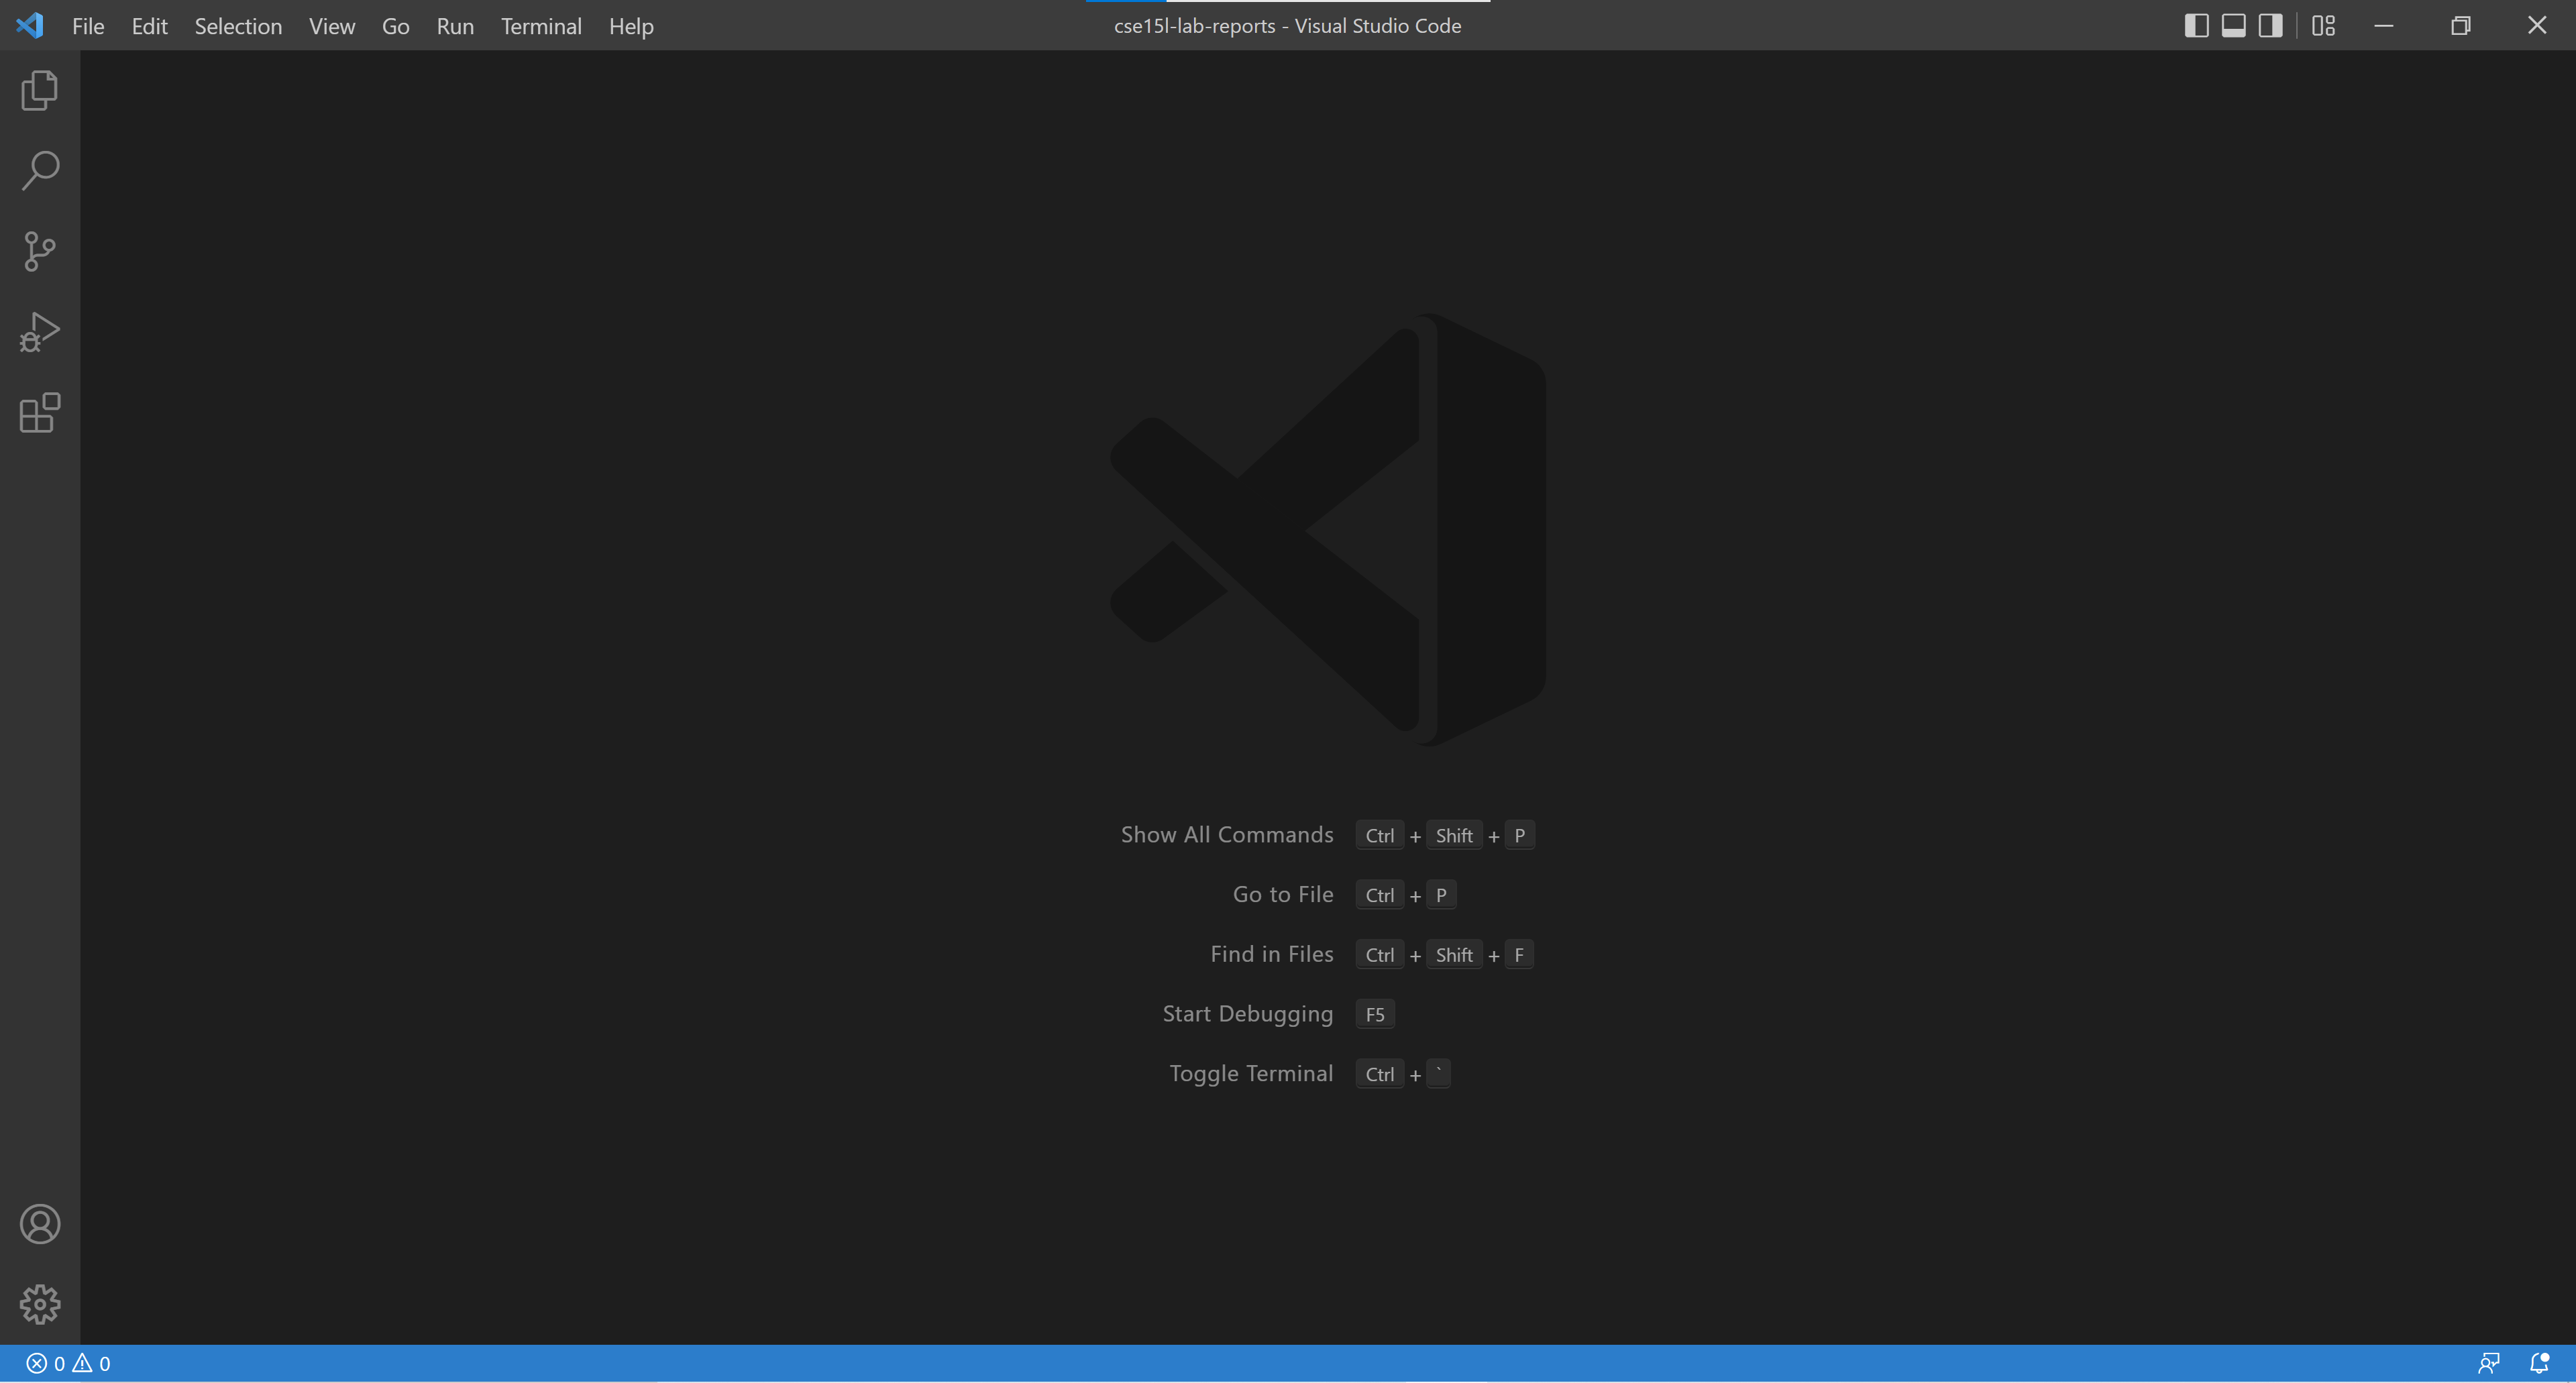 File Edit Selection View Go Run Terminal Help cse15l-lab-reports - Visual Studio Code
Show All Commands Ctrl + Shift + P
Go to File Ctrl + P
Find in Files Ctrl + Shift + F
Start Debugging F5
Toggle Terminal Ctrl + `
0 0